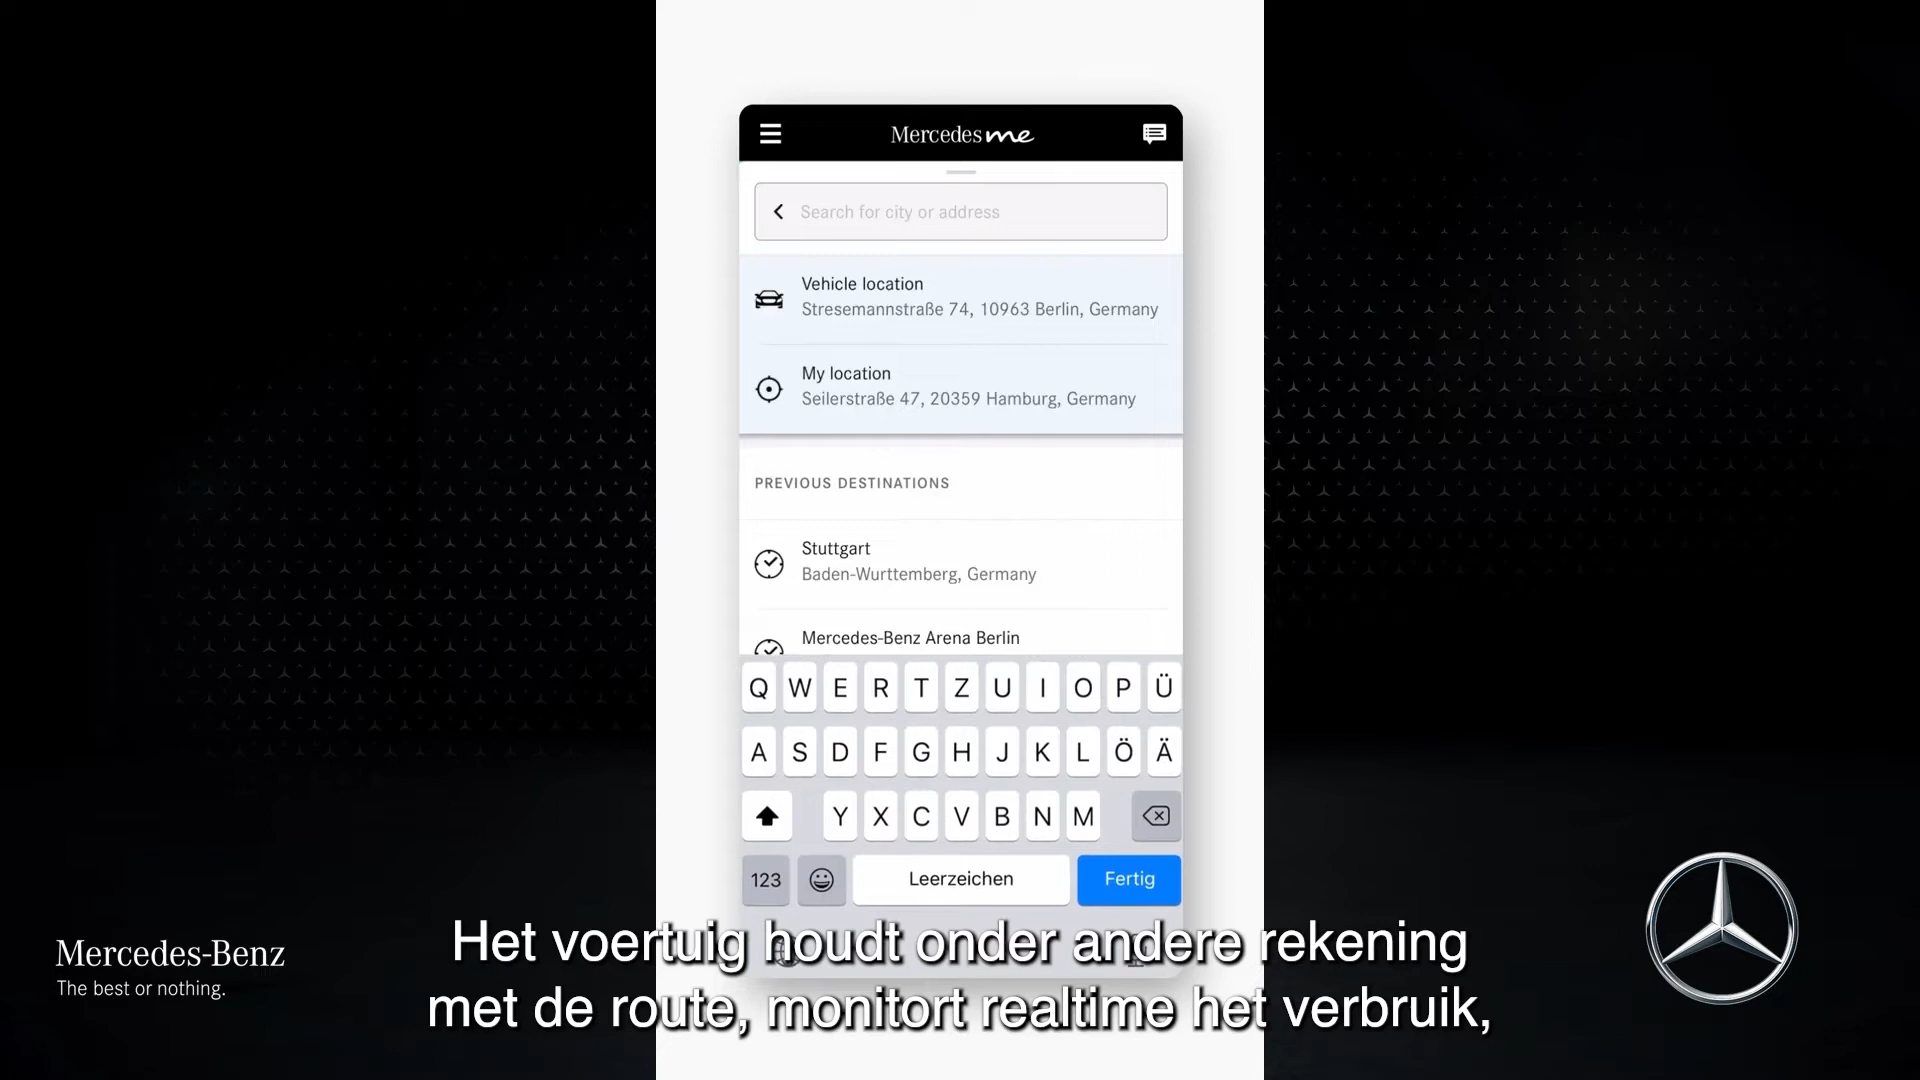 Mercedes me
Search for city or address
Vehicle location
Stresemannstraße 74, 10963 Berlin, Germany
My location
Seilerstraße 47, 20359 Hamburg, Germany
PREVIOUS DESTINATIONS
Stuttgart
Baden-Wurttemberg, Germany
Mercedes-Benz Arena Berlin
Q W E R T Z U I O P Ü
A S D F G H J K L Ö Ä
Y X C V B N M
123 Leerzeichen Fertig
Het voertuig houdt onder andere rekening
met de route, monitort realtime het verbruik,
Mercedes-Benz
The best or nothing.